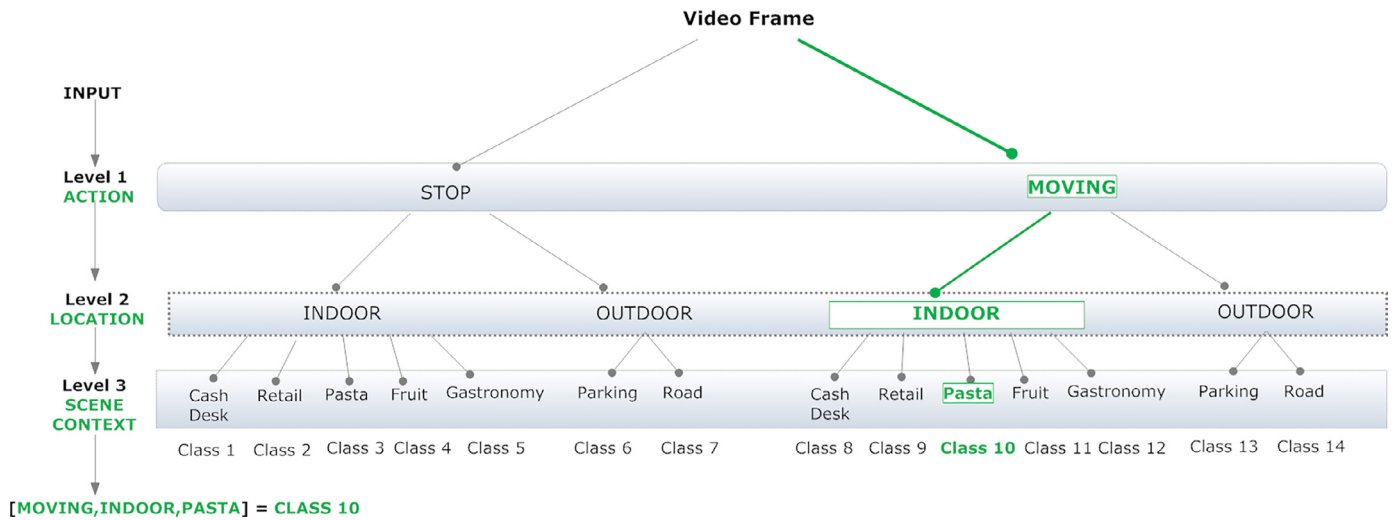 Video Frame
INPUT
Level 1
ACTION
STOP
MOVING
Level 2
LOCATION
INDOOR
OUTDOOR
INDOOR
OUTDOOR
Level 3
SCENE
CONTEXT
Cash
Desk
Retail
Pasta
Fruit
Gastronomy
Parking
Road
Cash
Desk
Retail
Pasta
Fruit
Gastronomy
Parking
Road
Class 1
Class 2
Class 3
Class 4
Class 5
Class 6
Class 7
Class 8
Class 9
Class 10
Class 11
Class 12
Class 13
Class 14
[MOVING,INDOOR,PASTA] = CLASS 10